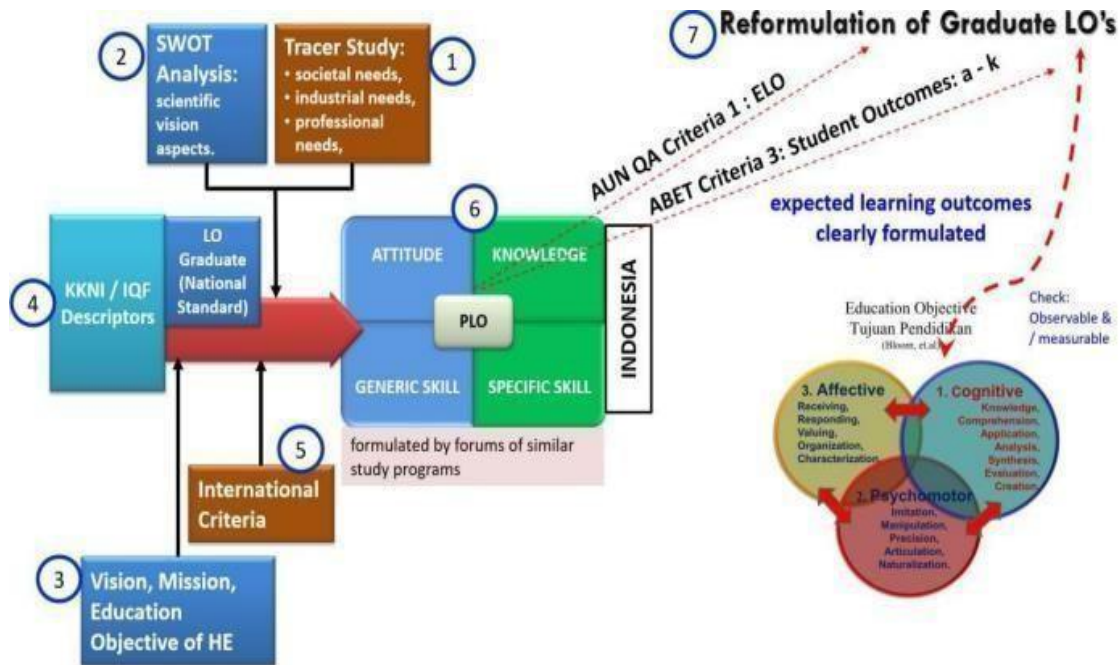 2
SWOT
Analysis:
scientific
vision
aspects.
Tracer Study:
• societal needs,
• industrial needs,
• professional
needs,
1
7
Reformulation of Graduate LO's
AUN QA Criteria 1 : ELO
ABET Criteria 3: Student Outcomes: a - k
expected learning outcomes
clearly formulated
4
KKNI / IQF
Descriptors
LO
Graduate
(National
Standard)
6
ATTITUDE
KNOWLEDGE
PLO
GENERIC SKILL
SPECIFIC SKILL
INDONESIA
formulated by forums of similar
study programs
5
International
Criteria
3
Vision, Mission,
Education
Objective of HE
Education Objective
Tujuan Pendidikan
(Bloom, et.al)
Check:
Observable &
/ measurable
3. Affective
Receiving,
Responding,
Valuing,
Organization,
Characterization
1. Cognitive
Knowledge,
Comprehension,
Application,
Analysis,
Synthesis,
Evaluation,
Creation,
2. Psychomotor
Imitation,
Manipulation,
Precision,
Articulation,
Naturalization,